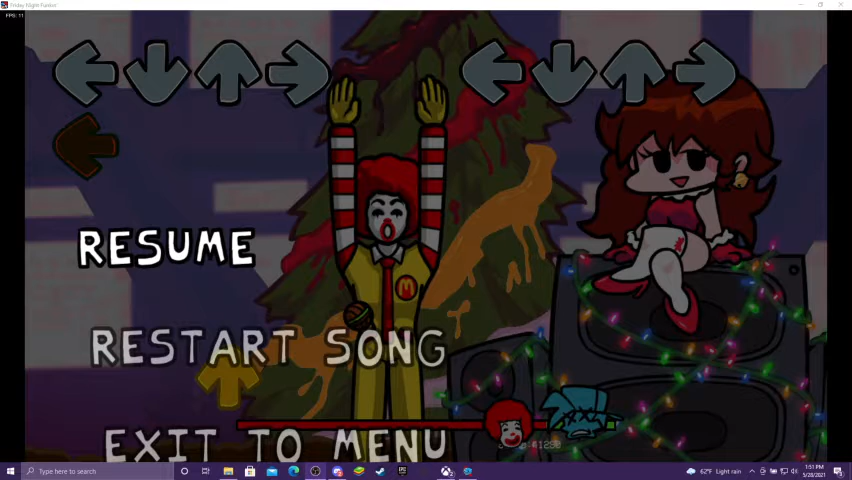 Friday Night Funkin'
FPS: 11
RESUME
RESTART SONG
EXIT TO MENU
M
Type here to search
62°F Light rain
1:51 PM
5/28/2021